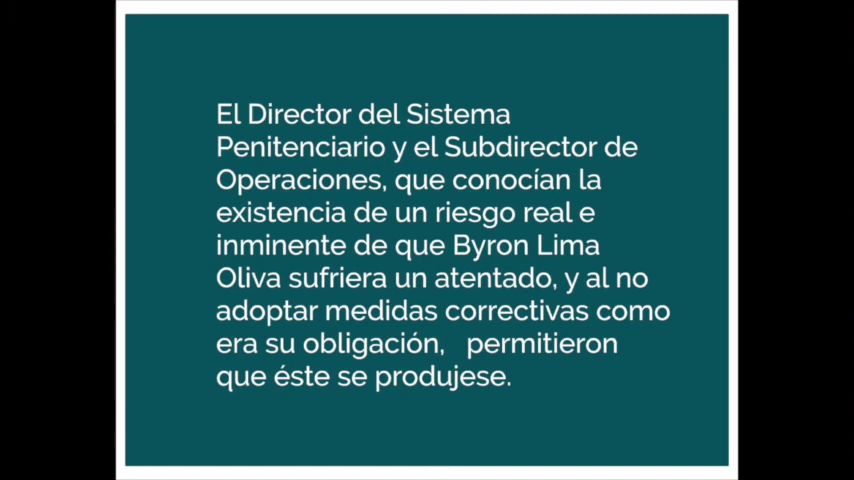 El Director del Sistema
Penitenciario y el Subdirector de
Operaciones, que conocían la
existencia de un riesgo real e
inminente de que Byron Lima
Oliva sufriera un atentado, y al no
adoptar medidas correctivas como
era su obligación,   permitieron
que éste se produjese.